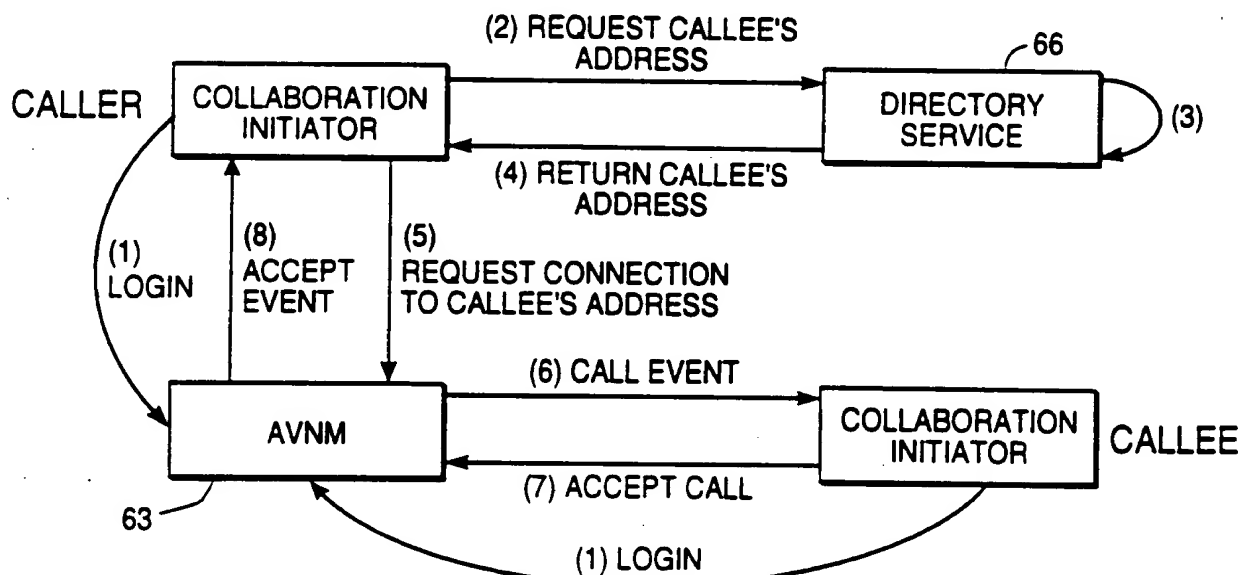 (2) REQUEST CALLEE'S
ADDRESS
66
CALLER
COLLABORATION
INITIATOR
DIRECTORY
SERVICE
(3)
(4) RETURN CALLEE'S
ADDRESS
(1)
LOGIN
(8)
ACCEPT
EVENT
(5)
REQUEST CONNECTION
TO CALLEE'S ADDRESS
(6) CALL EVENT
AVNM
COLLABORATION
INITIATOR
CALLEE
(7) ACCEPT CALL
63
(1) LOGIN